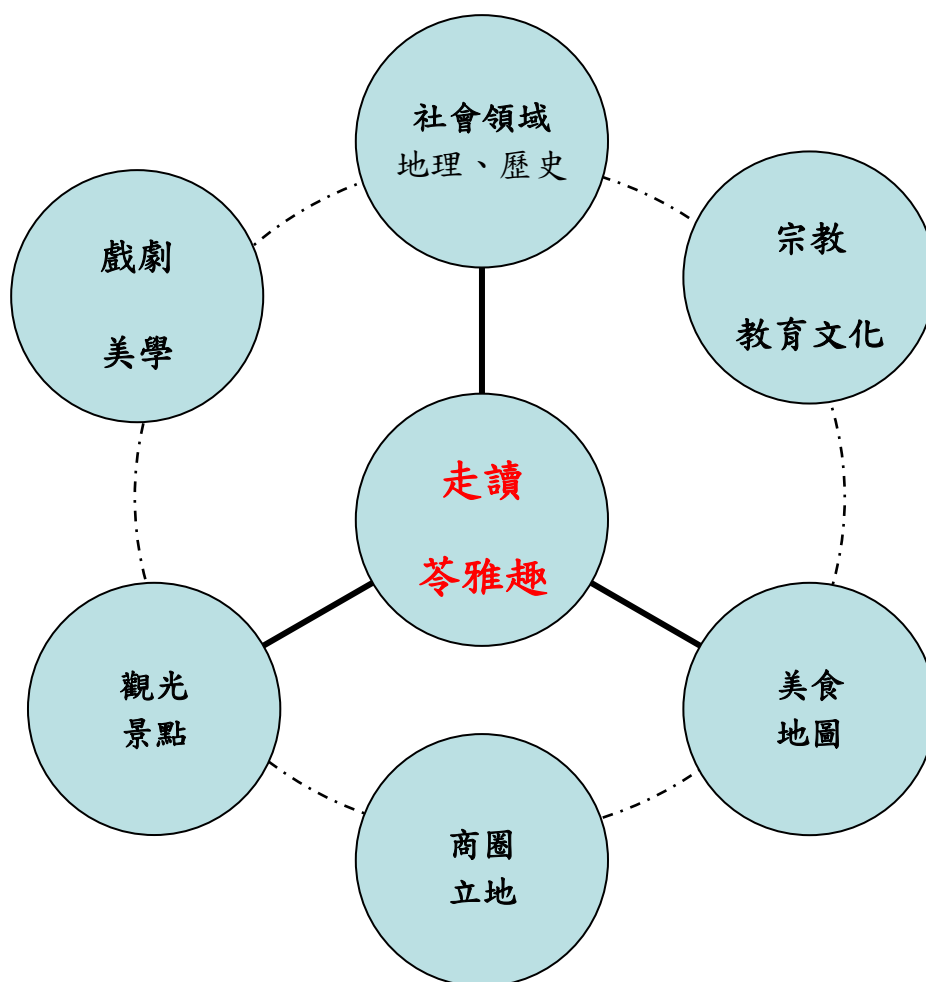 社會領域
地理、歷史
宗教
教育文化
戲劇
美學
走讀
苓雅趣
觀光
景點
美食
地圖
商圈
立地